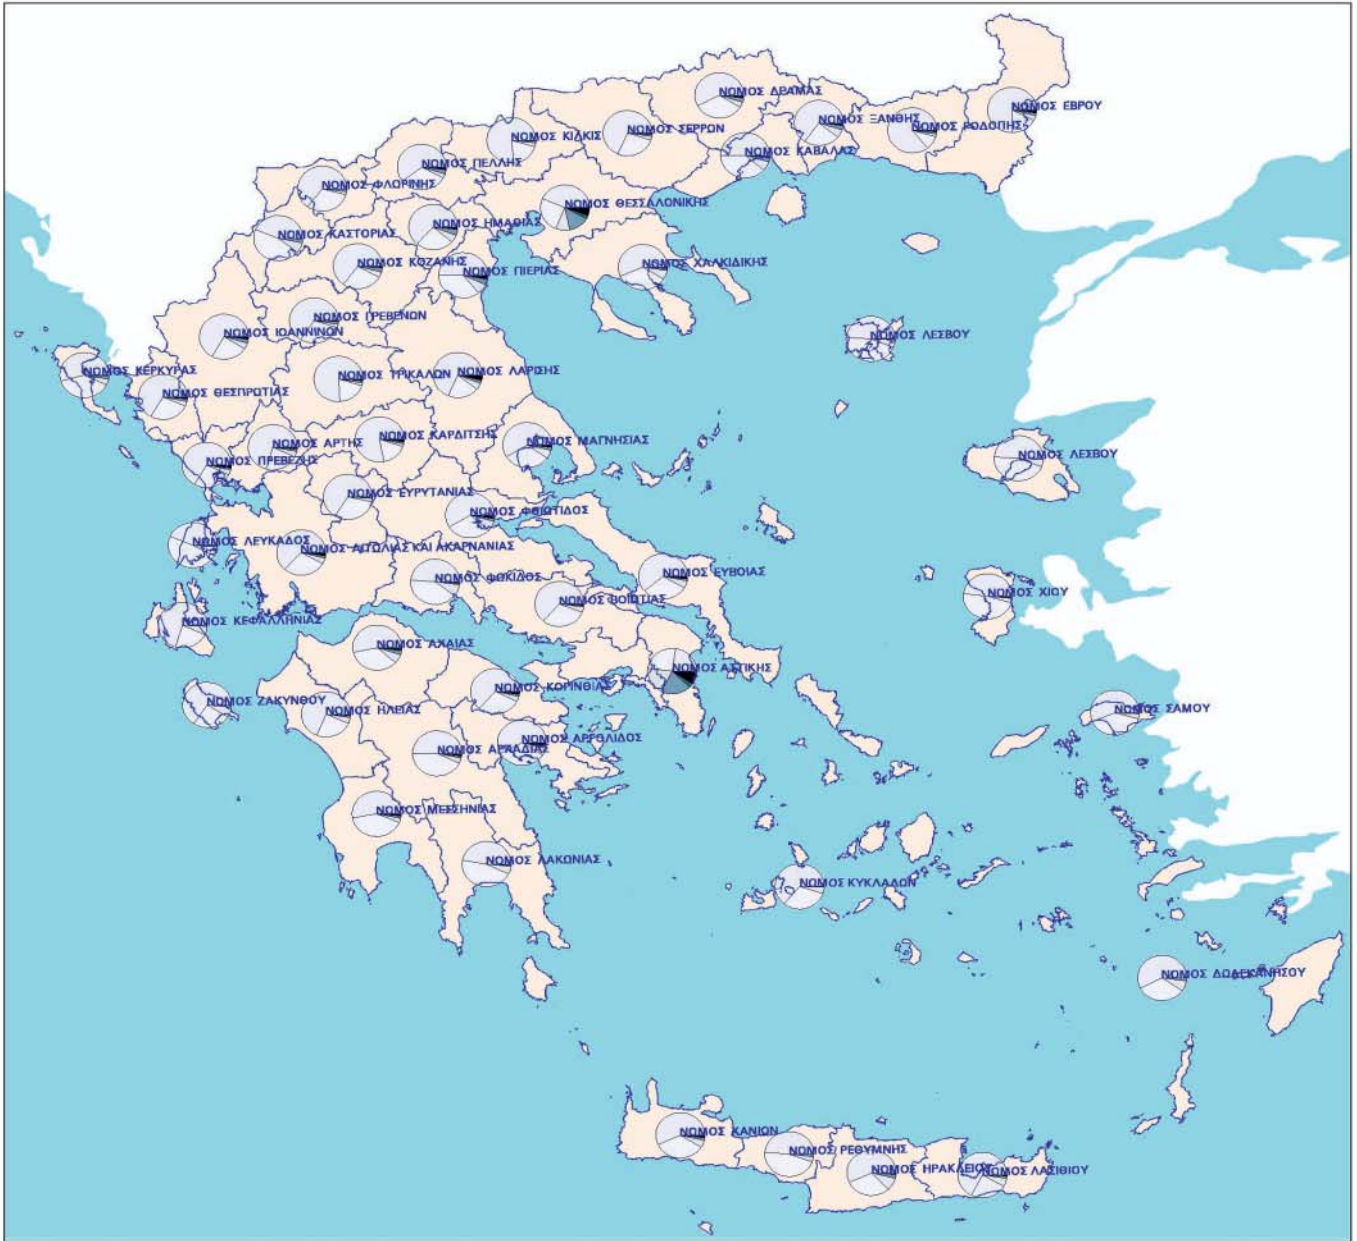 ΝΟΜΟΣ ΔΡΑΜΑΣ
ΝΟΜΟΣ ΕΒΡΟΥ
ΝΟΜΟΣ ΞΑΝΘΗΣ
ΝΟΜΟΣ ΡΟΔΟΠΗΣ
ΝΟΜΟΣ ΣΕΡΡΩΝ
ΝΟΜΟΣ ΚΙΛΚΙΣ
ΝΟΜΟΣ ΚΑΒΑΛΑΣ
ΝΟΜΟΣ ΠΕΛΛΗΣ
ΝΟΜΟΣ ΦΛΩΡΙΝΗΣ
ΝΟΜΟΣ ΘΕΣΣΑΛΟΝΙΚΗΣ
ΝΟΜΟΣ ΗΜΑΘΙΑΣ
ΝΟΜΟΣ ΚΑΣΤΟΡΙΑΣ
ΝΟΜΟΣ ΚΟΖΑΝΗΣ
ΝΟΜΟΣ ΠΙΕΡΙΑΣ
ΝΟΜΟΣ ΧΑΛΚΙΔΙΚΗΣ
ΝΟΜΟΣ ΓΡΕΒΕΝΩΝ
ΝΟΜΟΣ ΙΩΑΝΝΙΝΩΝ
ΝΟΜΟΣ ΛΕΣΒΟΥ
ΝΟΜΟΣ ΚΕΡΚΥΡΑΣ
ΝΟΜΟΣ ΤΡΙΚΑΛΩΝ
ΝΟΜΟΣ ΛΑΡΙΣΗΣ
ΝΟΜΟΣ ΘΕΣΠΡΩΤΙΑΣ
ΝΟΜΟΣ ΑΡΤΗΣ
ΝΟΜΟΣ ΚΑΡΔΙΤΣΗΣ
ΝΟΜΟΣ ΜΑΓΝΗΣΙΑΣ
ΝΟΜΟΣ ΛΕΣΒΟΥ
ΝΟΜΟΣ ΠΡΕΒΕΖΗΣ
ΝΟΜΟΣ ΕΥΡΥΤΑΝΙΑΣ
ΝΟΜΟΣ ΦΘΙΩΤΙΔΟΣ
ΝΟΜΟΣ ΛΕΥΚΑΔΟΣ
ΝΟΜΟΣ ΑΙΤΩΛΙΑΣ ΚΑΙ ΑΚΑΡΝΑΝΙΑΣ
ΝΟΜΟΣ ΦΩΚΙΔΟΣ
ΝΟΜΟΣ ΕΥΒΟΙΑΣ
ΝΟΜΟΣ ΒΟΙΩΤΙΑΣ
ΝΟΜΟΣ ΧΙΟΥ
ΝΟΜΟΣ ΚΕΦΑΛΛΗΝΙΑΣ
ΝΟΜΟΣ ΑΧΑΙΑΣ
ΝΟΜΟΣ ΑΤΤΙΚΗΣ
ΝΟΜΟΣ ΚΟΡΙΝΘΙΑΣ
ΝΟΜΟΣ ΖΑΚΥΝΘΟΥ
ΝΟΜΟΣ ΗΛΕΙΑΣ
ΝΟΜΟΣ ΣΑΜΟΥ
ΝΟΜΟΣ ΑΡΓΟΛΙΔΟΣ
ΝΟΜΟΣ ΑΡΚΑΔΙΑΣ
ΝΟΜΟΣ ΜΕΣΣΗΝΙΑΣ
ΝΟΜΟΣ ΛΑΚΩΝΙΑΣ
ΝΟΜΟΣ ΚΥΚΛΑΔΩΝ
ΝΟΜΟΣ ΔΩΔΕΚΑΝΗΣΟΥ
ΝΟΜΟΣ ΧΑΝΙΩΝ
ΝΟΜΟΣ ΡΕΘΥΜΝΗΣ
ΝΟΜΟΣ ΗΡΑΚΛΕΙΟΥ
ΝΟΜΟΣ ΛΑΣΙΘΙΟΥ